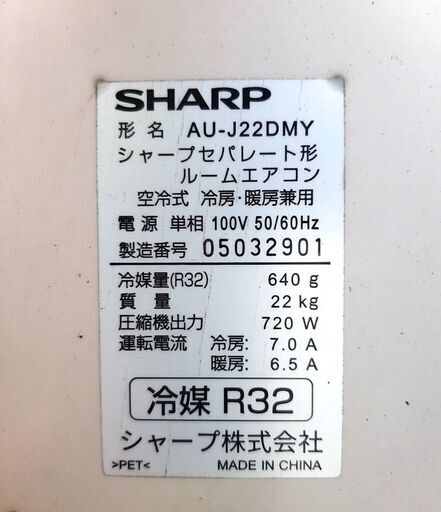 SHARP
形名 AU-J22DMY
シャープセパレート形
ルームエアコン
空冷式 冷房・暖房兼用
電源 単相 100V 50/60Hz
製造番号 05032901
冷媒量(R32) 640 g
質量 22 kg
圧縮機出力 720 W
運転電流 冷房: 7.0 A
暖房: 6.5 A
冷媒 R32
シャープ株式会社
>PET< MADE IN CHINA